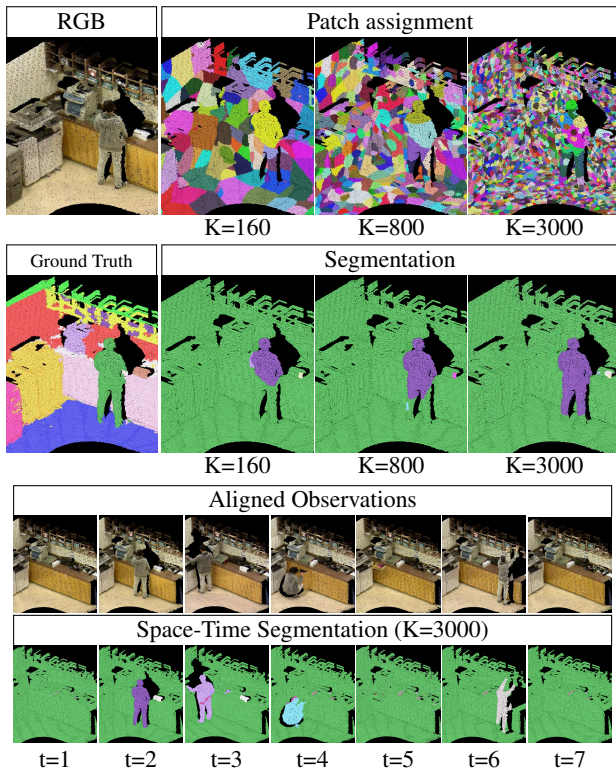 RGB
Patch assignment
K=160
K=800
K=3000
Ground Truth
Segmentation
K=160
K=800
K=3000
Aligned Observations
Space-Time Segmentation (K=3000)
t=1
t=2
t=3
t=4
t=5
t=6
t=7